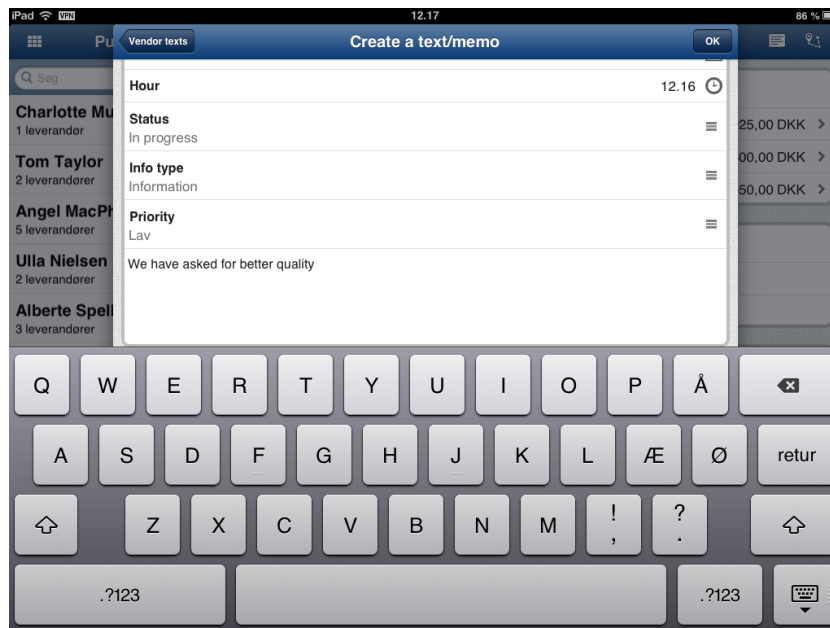 iPad VPN 12.17 86 %
Pu Vendor texts Create a text/memo OK
Søg
Hour 12.16
Charlotte Mu
1 leverandør
Status
In progress
25,00 DKK
Tom Taylor
2 leverandører
Info type
Information
00,00 DKK
50,00 DKK
Angel MacPh
5 leverandører
Priority
Lav
Ulla Nielsen
2 leverandører
We have asked for better quality
Alberte Spell
3 leverandører
Q W E R T Y U I O P Å
A S D F G H J K L Æ Ø retur
Z X C V B N M ! , ? .
.?123 .?123